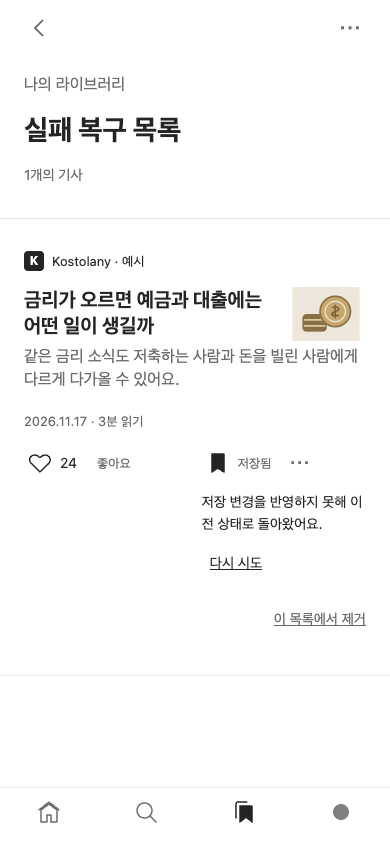 나의 라이브러리
실패 복구 목록
1개의 기사
K Kostolany · 예시
금리가 오르면 예금과 대출에는
어떤 일이 생길까
같은 금리 소식도 저축하는 사람과 돈을 빌린 사람에게
다르게 다가올 수 있어요.
2026.11.17 · 3분 읽기
24 좋아요 저장됨
저장 변경을 반영하지 못해 이
전 상태로 돌아왔어요.
다시 시도
이 목록에서 제거